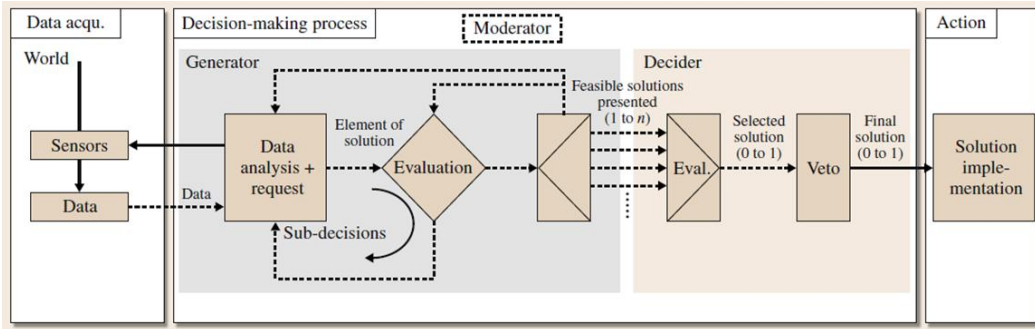 Data acqu.
Decision-making process
Moderator
Action
World
Generator
Decider
Feasible solutions
presented
(1 to n)
Sensors
Data
Data
Data
analysis +
request
Element of
solution
Evaluation
Sub-decisions
Eval.
Selected
solution
(0 to 1)
Veto
Final
solution
(0 to 1)
Solution
imple-
mentation